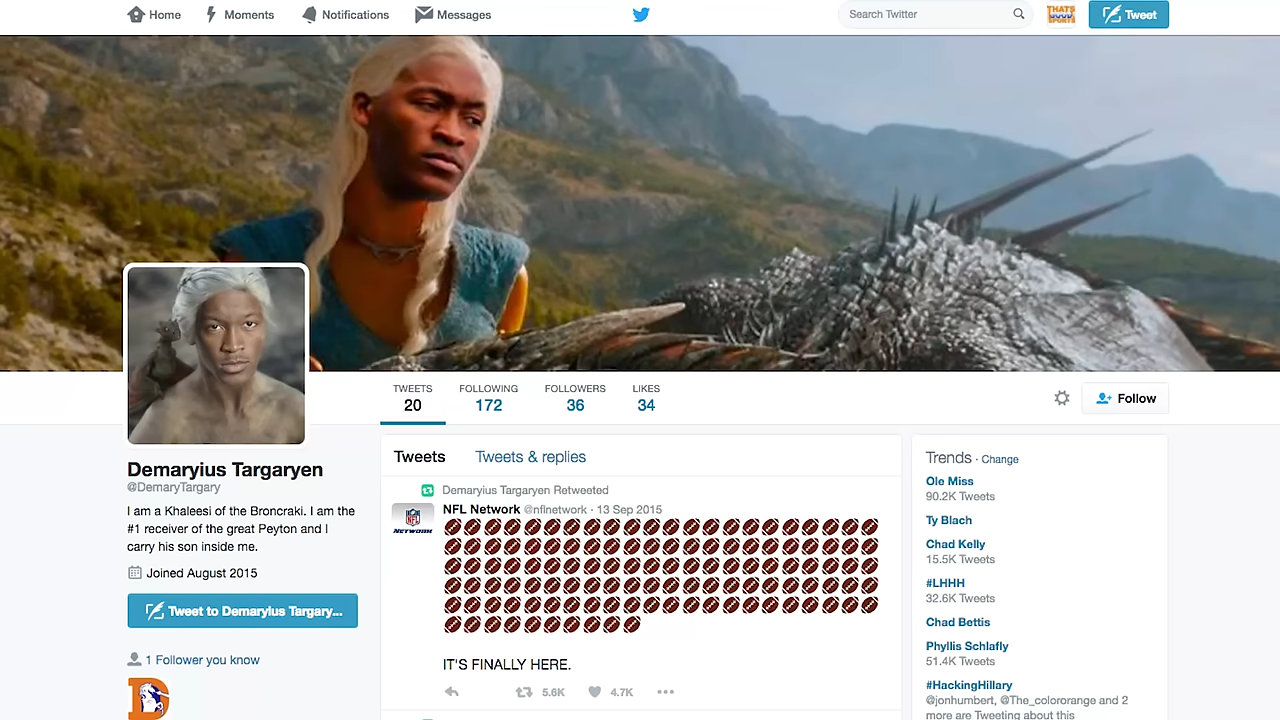 Home
Moments
Notifications
Messages
Search Twitter
THATS
GOOD
SPORTS
Tweet
TWEETS
20
FOLLOWING
172
FOLLOWERS
36
LIKES
34
Follow
Demaryius Targaryen
@DemaryTargary
I am a Khaleesi of the Broncraki. I am the
#1 receiver of the great Peyton and I
carry his son inside me.
Joined August 2015
Tweet to Demaryius Targary...
1 Follower you know
Tweets
Tweets & replies
Demaryius Targaryen Retweeted
NFL
NETWORK
NFL Network @nflnetwork · 13 Sep 2015
IT'S FINALLY HERE.
5.6K
4.7K
Trends · Change
Ole Miss
90.2K Tweets
Ty Blach
Chad Kelly
15.5K Tweets
#LHHH
32.6K Tweets
Chad Bettis
Phyllis Schlafly
51.4K Tweets
#HackingHillary
@jonhumbert, @The_colororange and 2
more are Tweeting about this